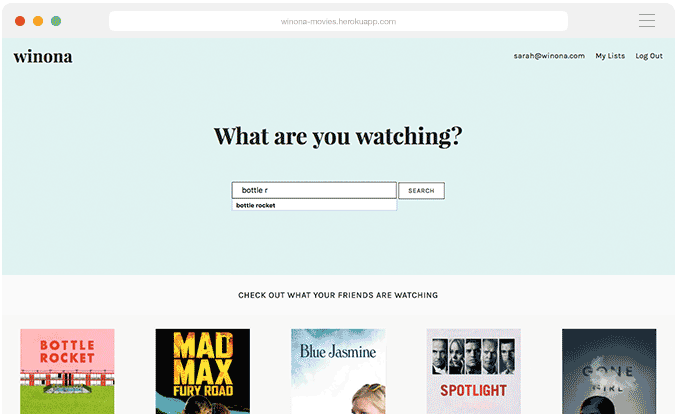 winona-movies.herokuapp.com
winona
sarah@winona.com My Lists Log Out
What are you watching?
bottle r
SEARCH
bottle rocket
CHECK OUT WHAT YOUR FRIENDS ARE WATCHING
BOTTLE
ROCKET
MAD
MAX
FURY ROAD
Blue Jasmine
SPOTLIGHT
GONE
GIRL